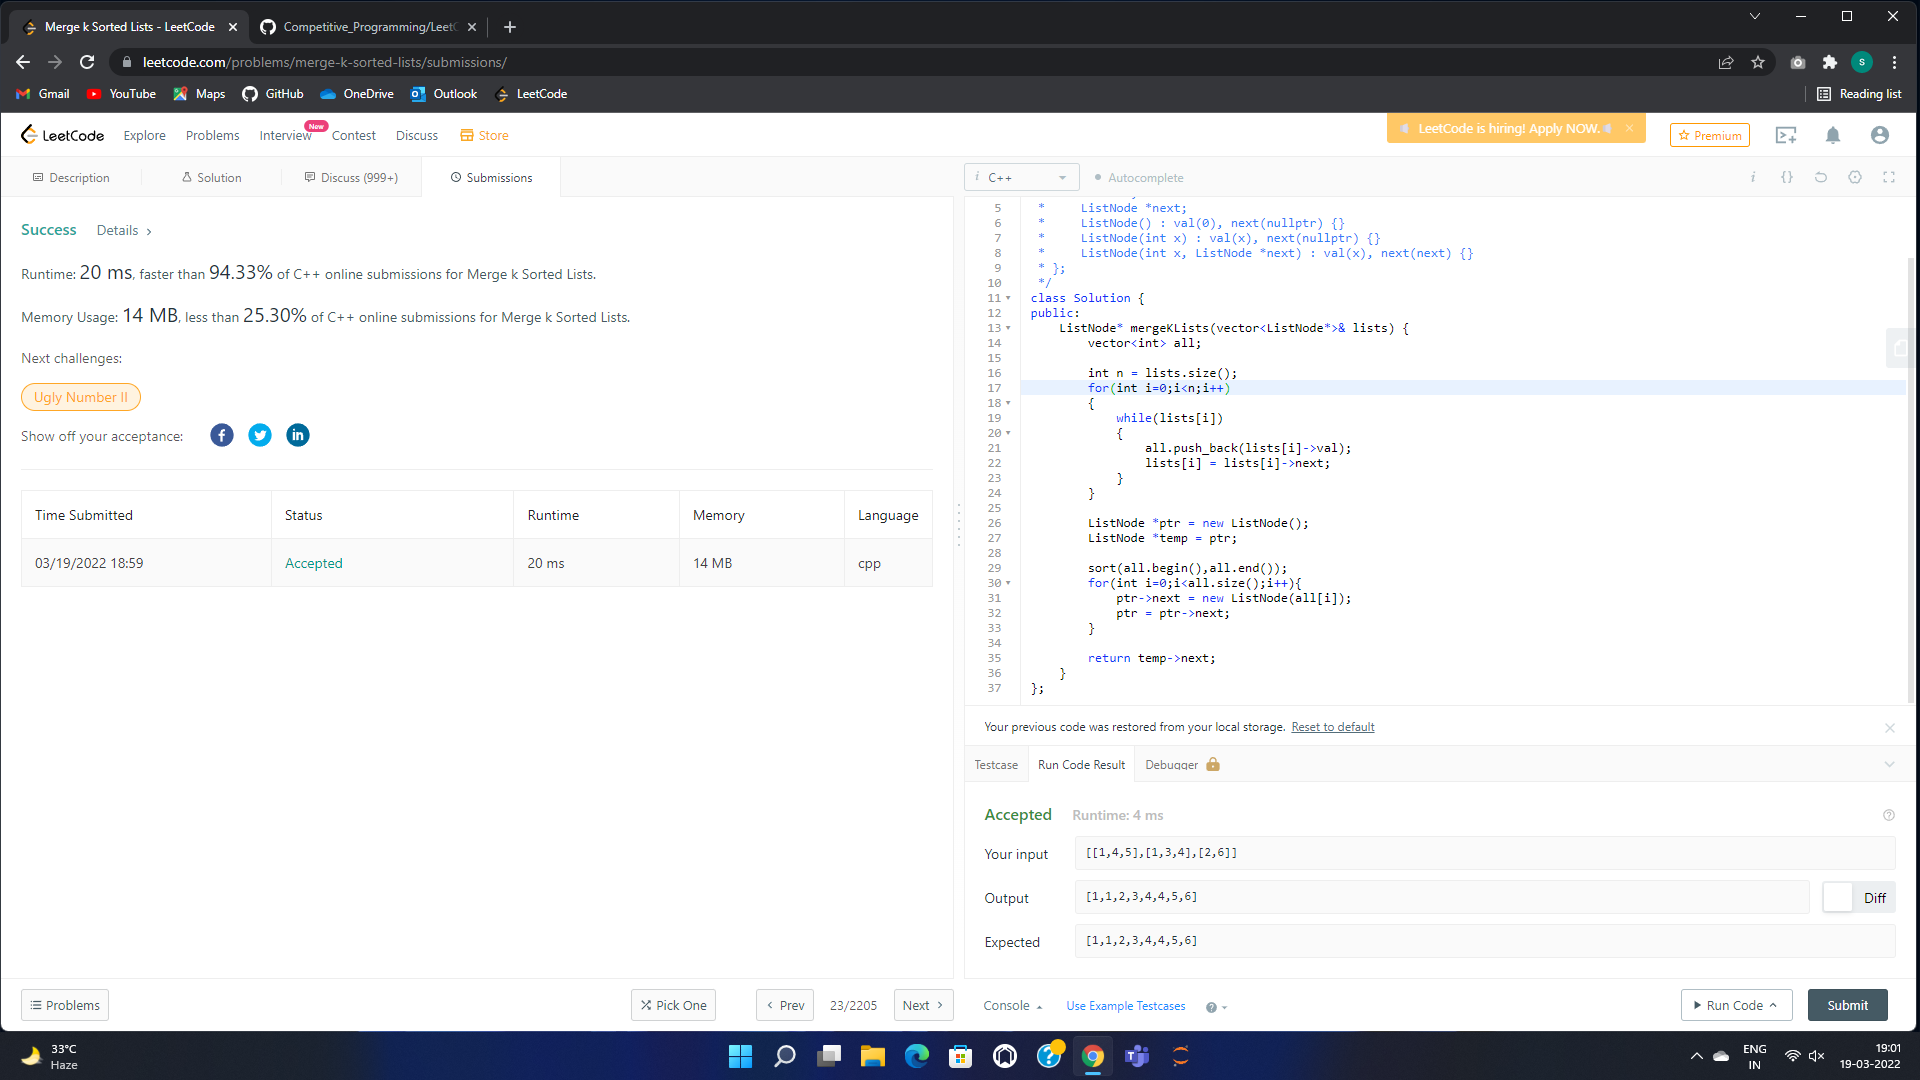 Merge k Sorted Lists - LeetCode
Competitive_Programming/LeetC
leetcode.com/problems/merge-k-sorted-lists/submissions/
S
Gmail YouTube Maps GitHub OneDrive Outlook LeetCode Reading list
LeetCode Explore Problems Interview New Contest Discuss Store LeetCode is hiring! Apply NOW. Premium
Description Solution Discuss (999+) Submissions
Success Details >
Runtime: 20 ms, faster than 94.33% of C++ online submissions for Merge k Sorted Lists.
Memory Usage: 14 MB, less than 25.30% of C++ online submissions for Merge k Sorted Lists.
Next challenges:
Ugly Number II
Show off your acceptance:
Time Submitted Status Runtime Memory Language
03/19/2022 18:59 Accepted 20 ms 14 MB cpp
Problems Pick One < Prev 23/2205 Next >
i C++ Autocomplete i {}
5 * ListNode *next;
6 * ListNode() : val(0), next(nullptr) {}
7 * ListNode(int x) : val(x), next(nullptr) {}
8 * ListNode(int x, ListNode *next) : val(x), next(next) {}
9 * };
10 */
11 class Solution {
12 public:
13 ListNode* mergeKLists(vector<ListNode*>& lists) {
14 vector<int> all;
15
16 int n = lists.size();
17 for(int i=0;i<n;i++)
18 {
19 while(lists[i])
20 {
21 all.push_back(lists[i]->val);
22 lists[i] = lists[i]->next;
23 }
24 }
25
26 ListNode *ptr = new ListNode();
27 ListNode *temp = ptr;
28
29 sort(all.begin(),all.end());
30 for(int i=0;i<all.size();i++){
31 ptr->next = new ListNode(all[i]);
32 ptr = ptr->next;
33 }
34
35 return temp->next;
36 }
37 };
Your previous code was restored from your local storage. Reset to default
Testcase Run Code Result Debugger
Accepted Runtime: 4 ms
Your input [[1,4,5],[1,3,4],[2,6]]
Output [1,1,2,3,4,4,5,6] Diff
Expected [1,1,2,3,4,4,5,6]
Console Use Example Testcases Run Code Submit
33°C
Haze
ENG
IN
19:01
19-03-2022